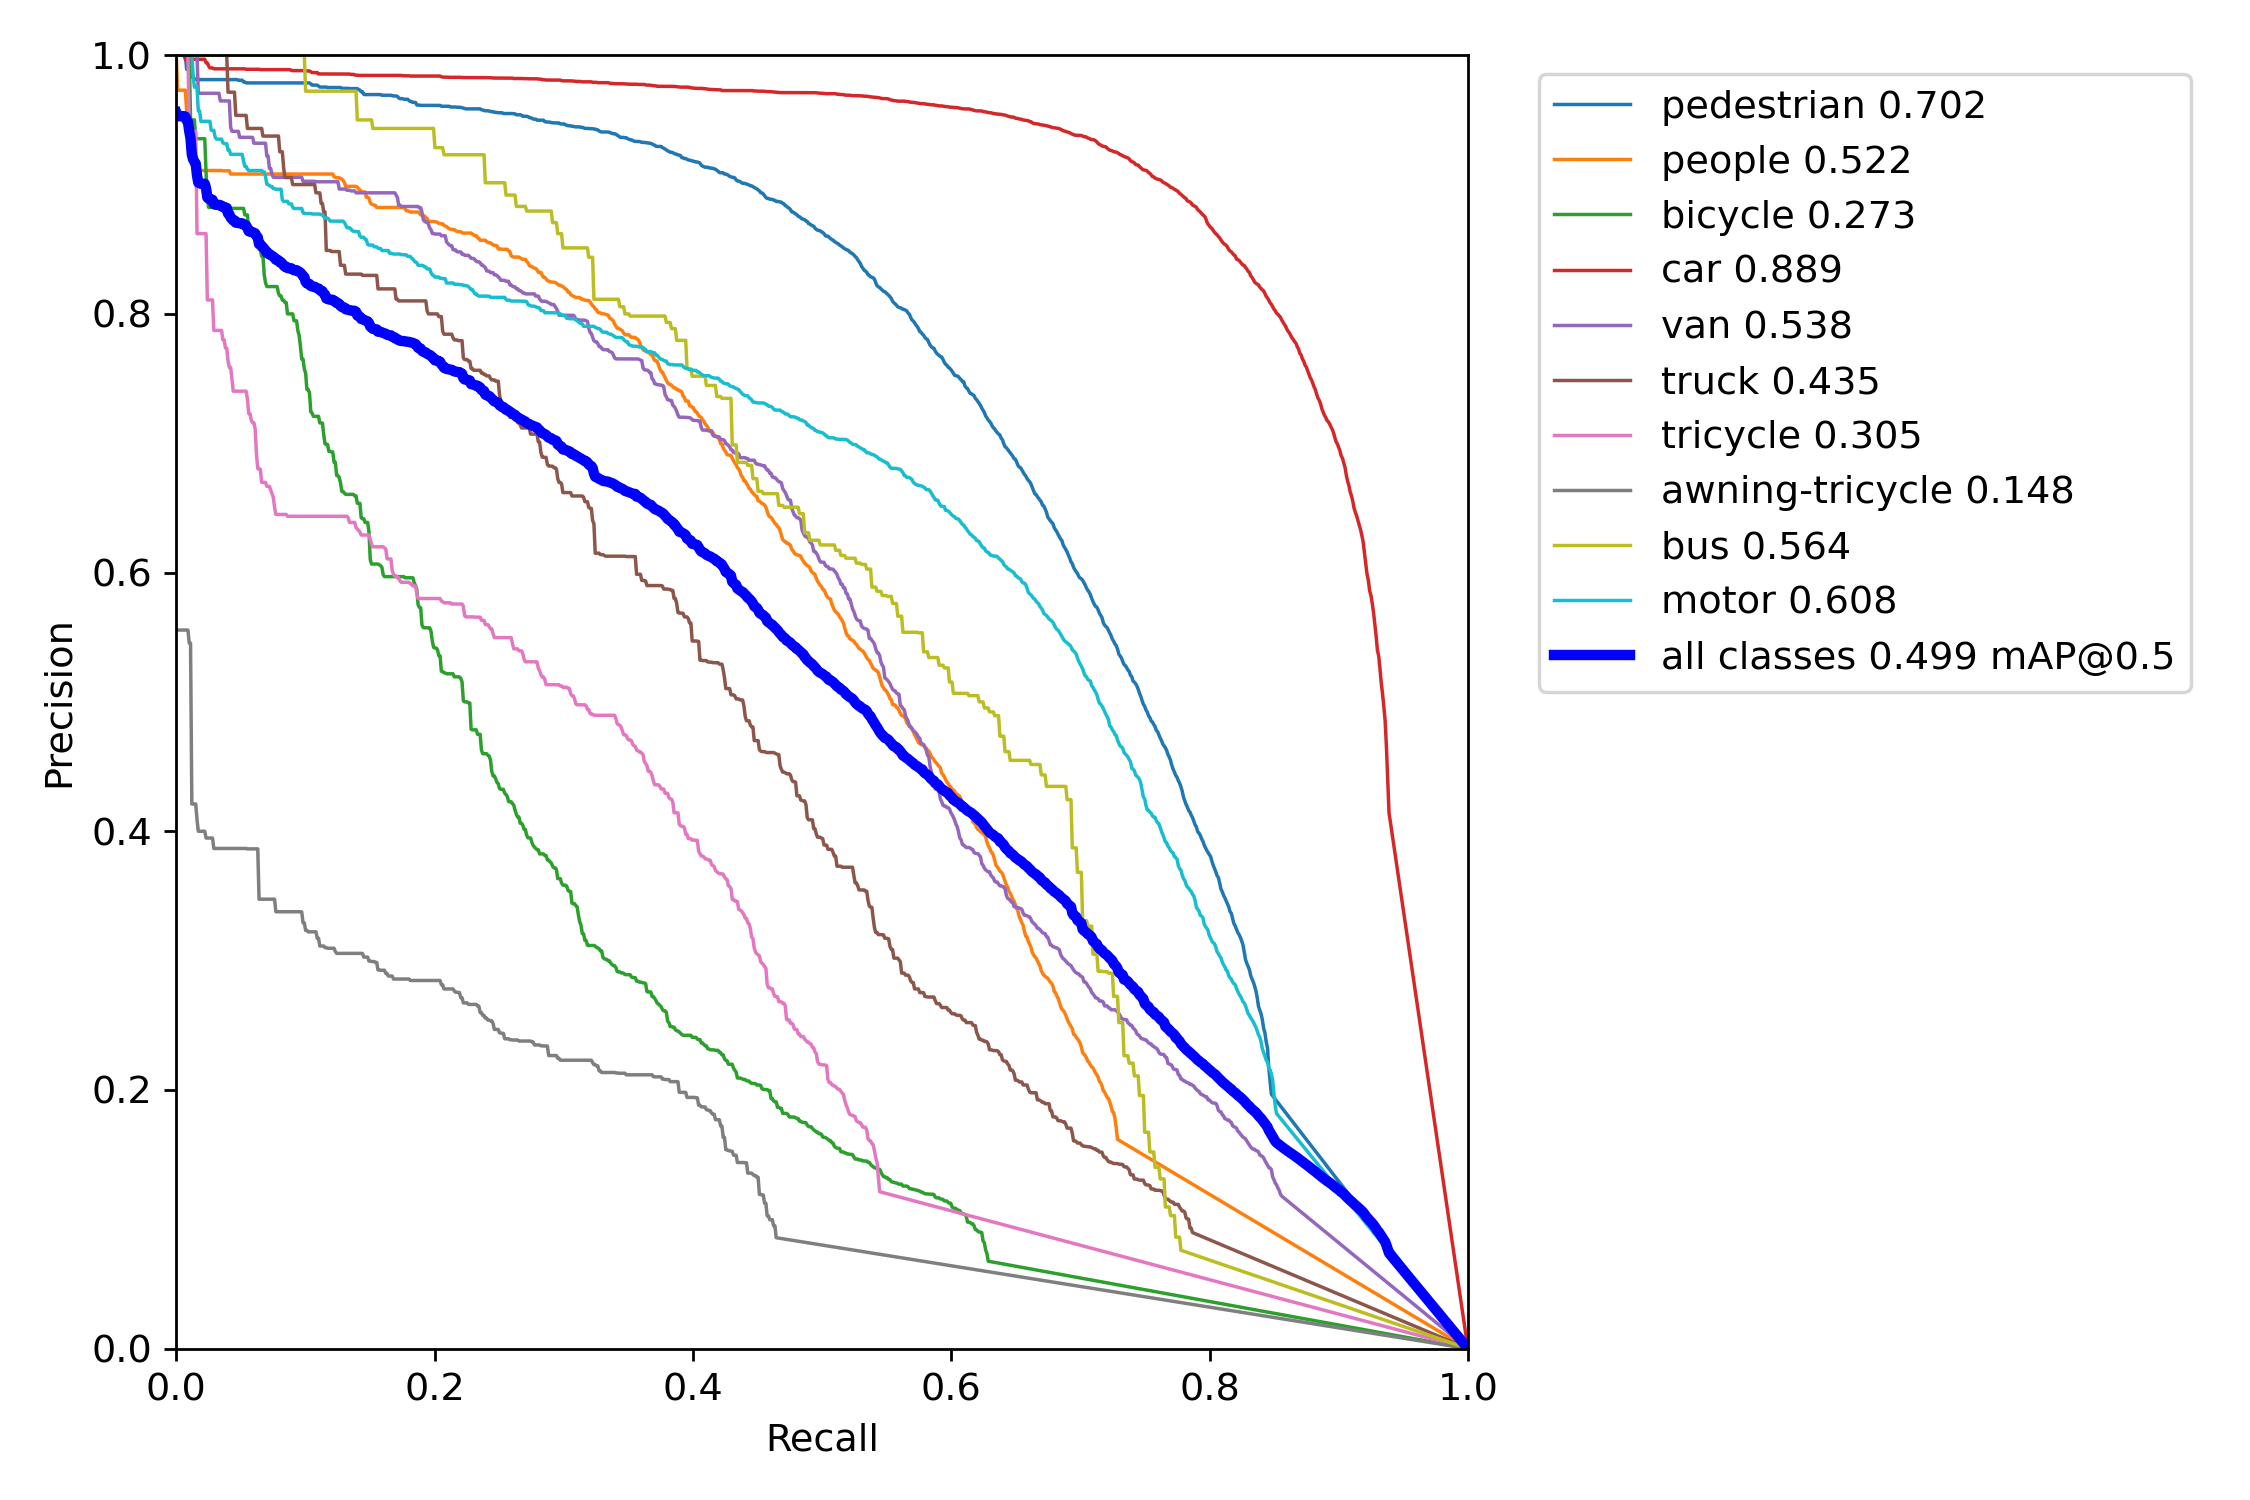 1.0
0.8
0.6
0.4
0.2
0.0
Precision
0.0 0.2 0.4 0.6 0.8 1.0
Recall
pedestrian 0.702
people 0.522
bicycle 0.273
car 0.889
van 0.538
truck 0.435
tricycle 0.305
awning-tricycle 0.148
bus 0.564
motor 0.608
all classes 0.499 mAP@0.5